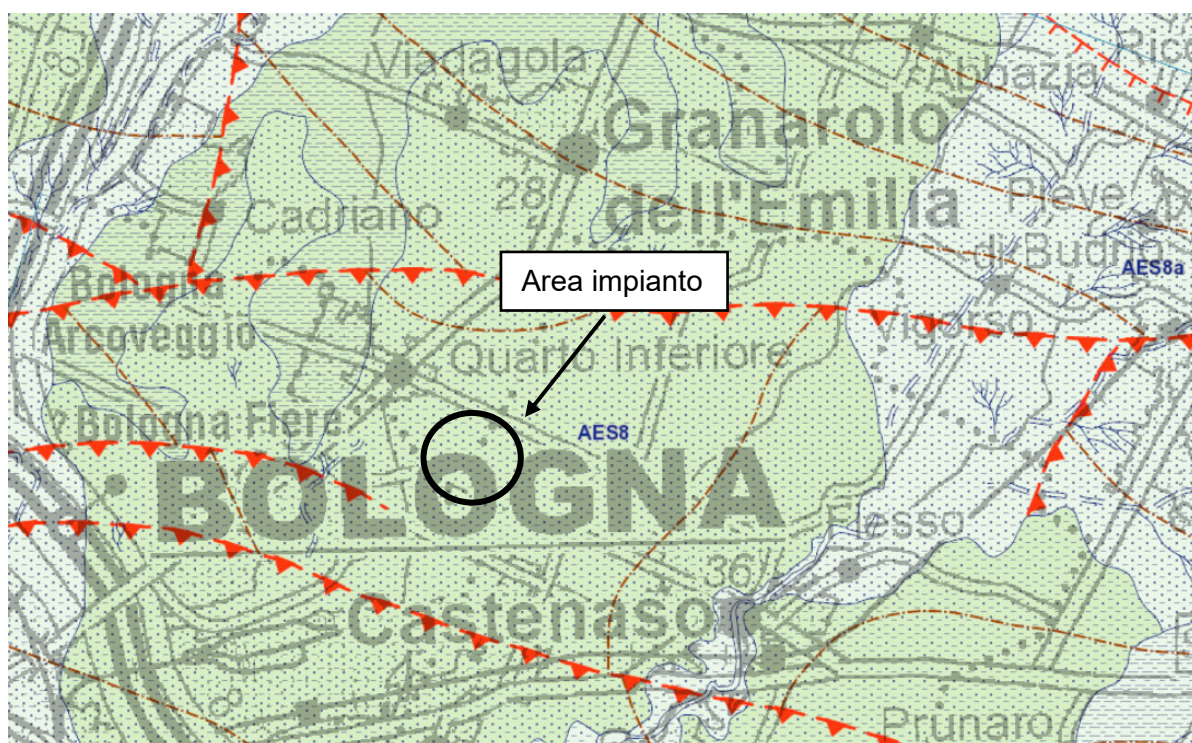 Viadagola
Abbazia
Granarolo
dell'Emilia
28
Cadriano
Pieve
di Budrio
AES8a
Bologna
Arcoveggio
Area impianto
Vigorso
Quarto Inferiore
Bologna Fiere
AES8
BOLOGNA
Fiesso
36
Castenaso
Prunaro